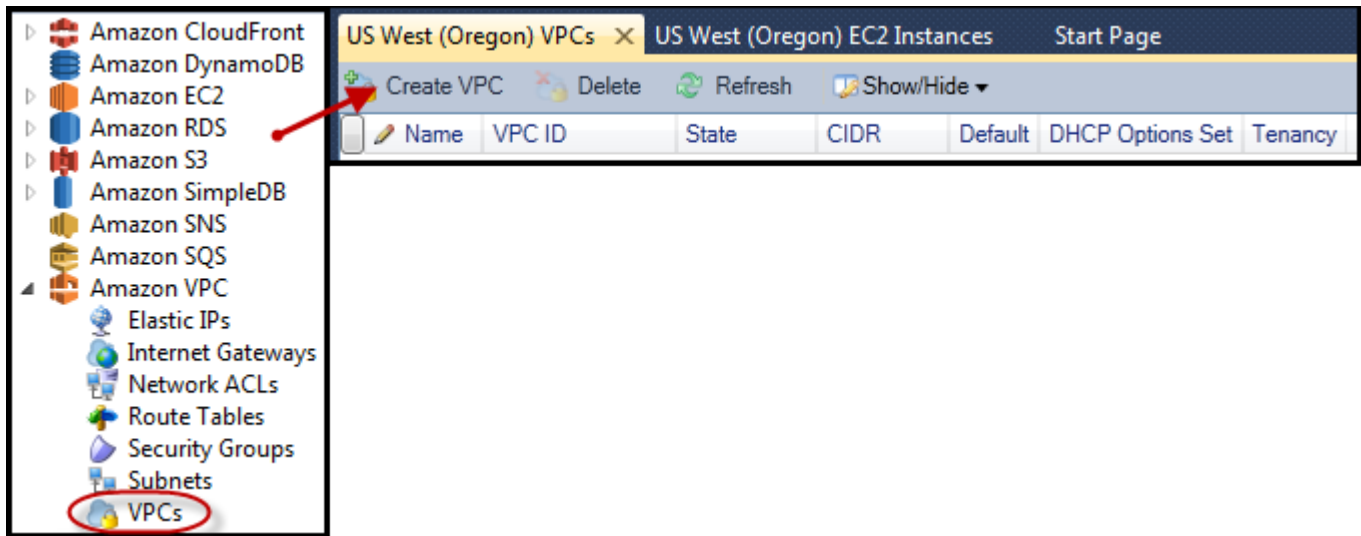 Amazon CloudFront
Amazon DynamoDB
Amazon EC2
Amazon RDS
Amazon S3
Amazon SimpleDB
Amazon SNS
Amazon SQS
Amazon VPC
Elastic IPs
Internet Gateways
Network ACLs
Route Tables
Security Groups
Subnets
VPCs
US West (Oregon) VPCs US West (Oregon) EC2 Instances Start Page
Create VPC Delete Refresh Show/Hide
Name VPC ID State CIDR Default DHCP Options Set Tenancy